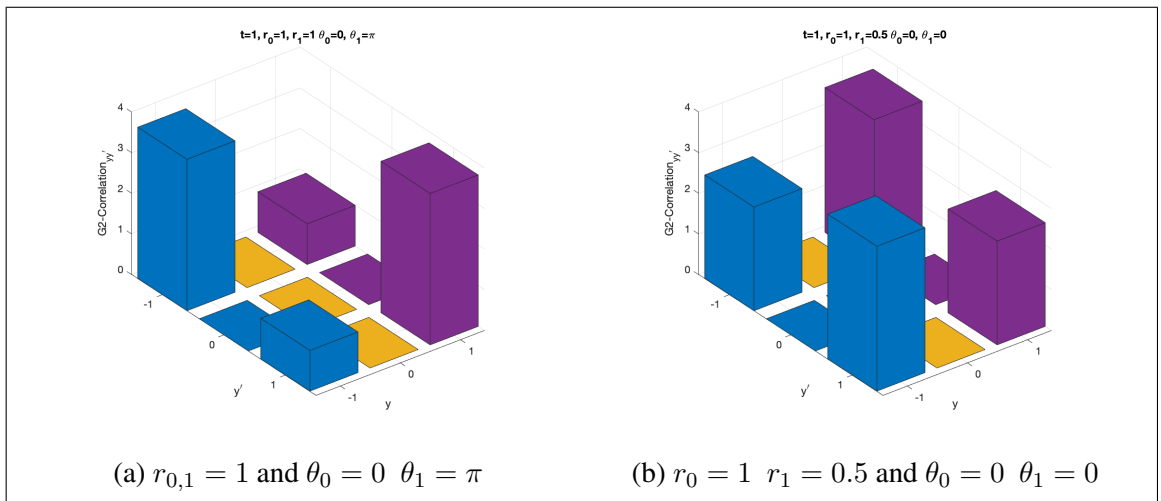 t=1, r₀=1, r₁=1 θ₀=0, θ₁=π
G2-Correlation_yy′
4
3
2
1
0
-1
0
1
y′
-1
0
1
y
(a) r₀,₁ = 1 and θ₀ = 0 θ₁ = π
t=1, r₀=1, r₁=0.5 θ₀=0, θ₁=0
G2-Correlation_yy′
4
3
2
1
0
-1
0
1
y′
-1
0
1
y
(b) r₀ = 1 r₁ = 0.5 and θ₀ = 0 θ₁ = 0